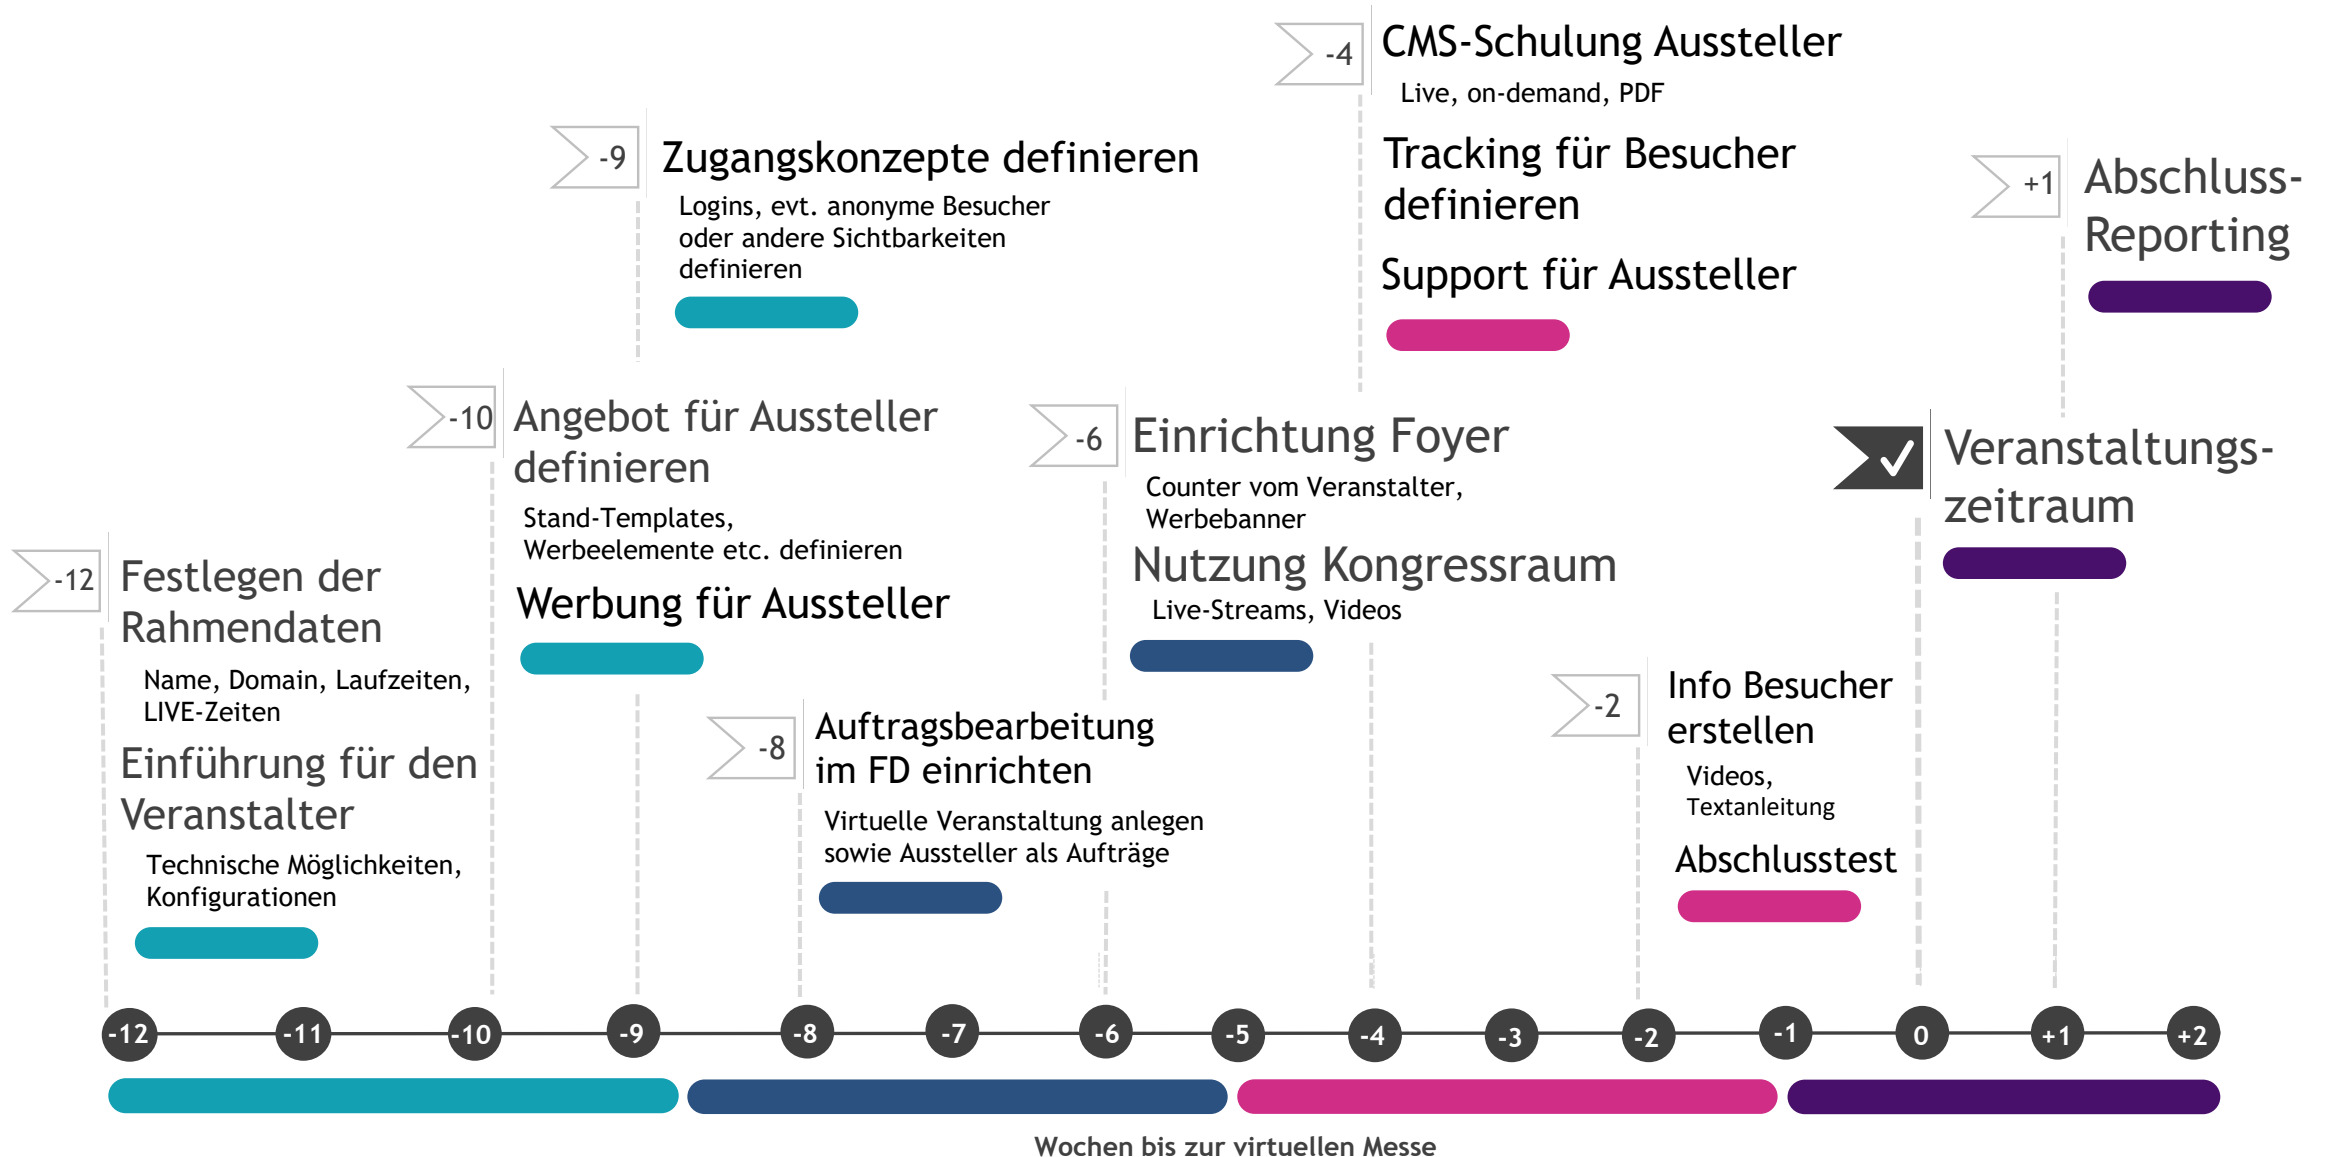 -12
Festlegen der
Rahmendaten
Name, Domain, Laufzeiten,
LIVE-Zeiten
Einführung für den
Veranstalter
Technische Möglichkeiten,
Konfigurationen
-10
Angebot für Aussteller
definieren
Stand-Templates,
Werbeelemente etc. definieren
Werbung für Aussteller
-9
Zugangskonzepte definieren
Logins, evt. anonyme Besucher
oder andere Sichtbarkeiten
definieren
-8
Auftragsbearbeitung
im FD einrichten
Virtuelle Veranstaltung anlegen
sowie Aussteller als Aufträge
-6
Einrichtung Foyer
Counter vom Veranstalter,
Werbebanner
Nutzung Kongressraum
Live-Streams, Videos
-4
CMS-Schulung Aussteller
Live, on-demand, PDF
Tracking für Besucher
definieren
Support für Aussteller
-2
Info Besucher
erstellen
Videos,
Textanleitung
Abschlusstest
Veranstaltungs-
zeitraum
+1
Abschluss-
Reporting
-12 -11 -10 -9 -8 -7 -6 -5 -4 -3 -2 -1 0 +1 +2
Wochen bis zur virtuellen Messe